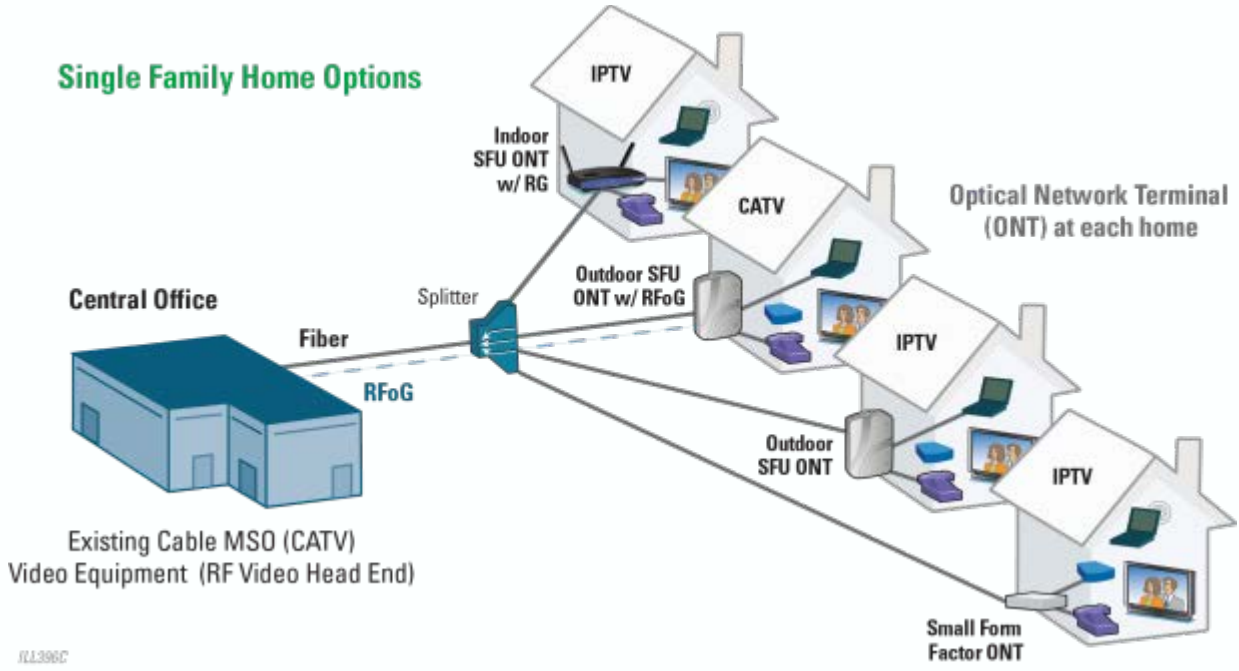 Single Family Home Options
IPTV
Indoor
SFU ONT
w/ RG
CATV
Optical Network Terminal
(ONT) at each home
Outdoor SFU
ONT w/ RFoG
Central Office
Splitter
Fiber
RFoG
IPTV
Outdoor
SFU ONT
IPTV
Existing Cable MSO (CATV)
Video Equipment (RF Video Head End)
Small Form
Factor ONT
ILL396C